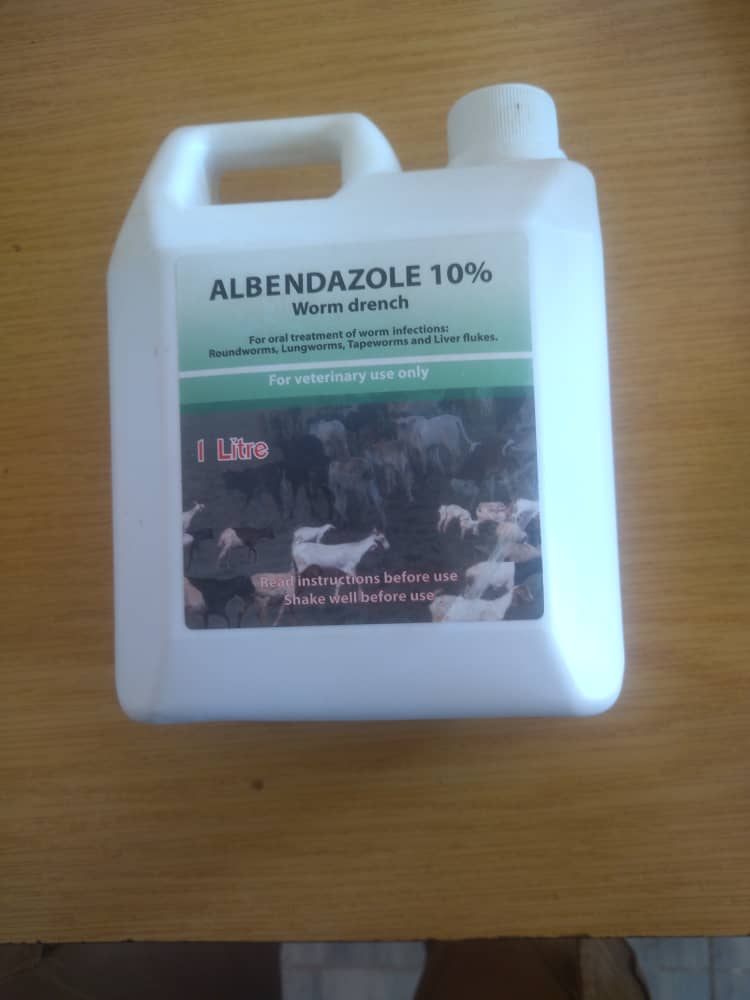 ALBENDAZOLE 10%
Worm drench
For oral treatment of worm infections:
Roundworms, Lungworms, Tapeworms and Liver flukes.
For veterinary use only
1 Litre
Read instructions before use
Shake well before use